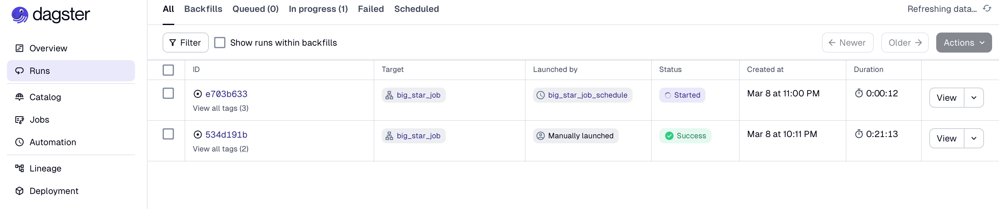 dagster
Overview
Runs
Catalog
Jobs
Automation
Lineage
Deployment
All Backfills Queued (0) In progress (1) Failed Scheduled Refreshing data...
Filter Show runs within backfills Newer Older Actions
ID Target Launched by Status Created at Duration
e703b633 big_star_job big_star_job_schedule Started Mar 8 at 11:00 PM 0:00:12 View
View all tags (3)
534d191b big_star_job Manually launched Success Mar 8 at 10:11 PM 0:21:13 View
View all tags (2)